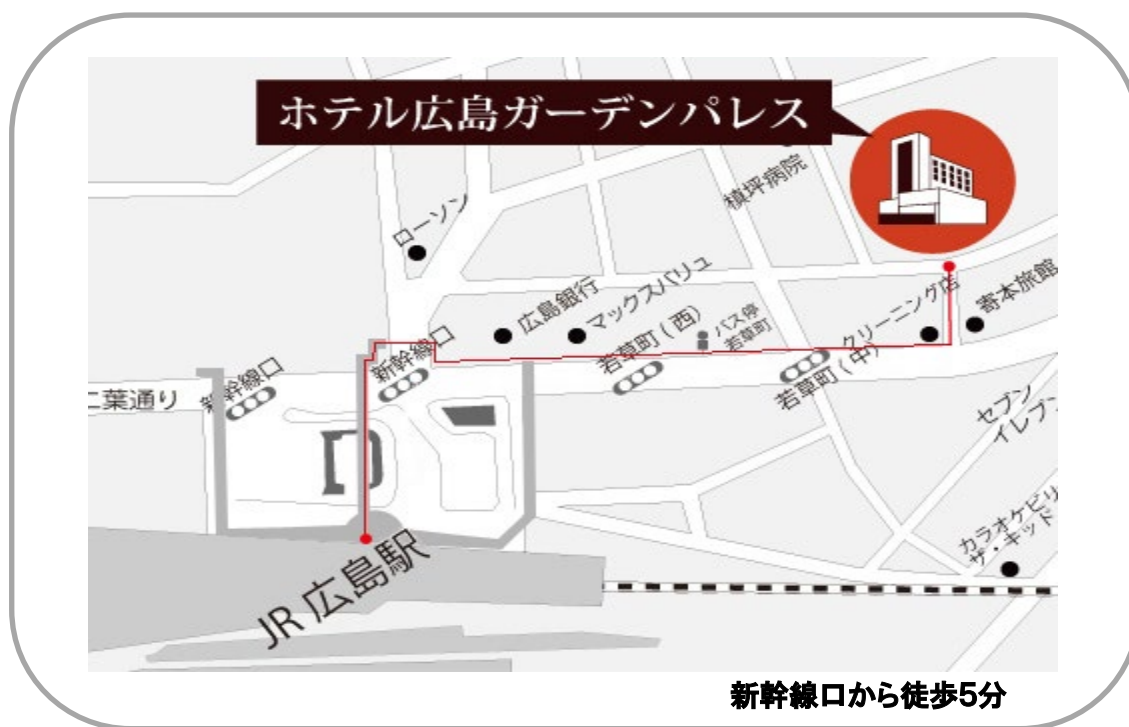 ホテル広島ガーデンパレス
槙坪病院
ローソン
広島銀行
マックスバリュ
若草町(西)
バス停
若草町
クリーニング店
寄本旅館
新幹線口
新幹線口
二葉通り
若草町(中)
セブン
イレブン
カラオケビリ
ザ・キッド
JR広島駅
新幹線口から徒歩5分